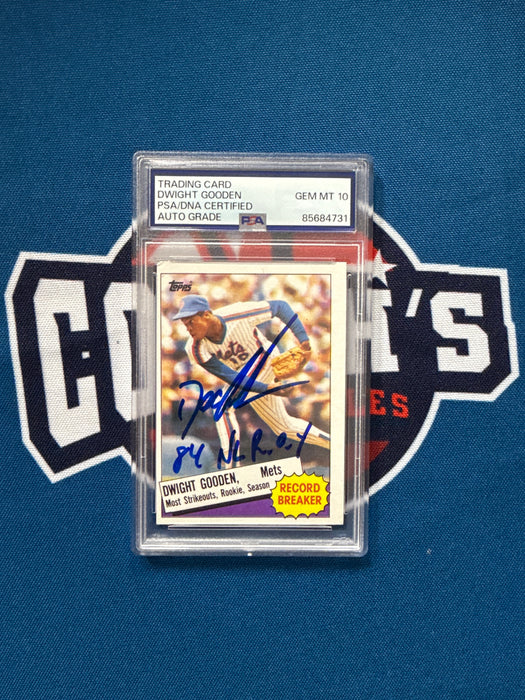 TRADING CARD
DWIGHT GOODEN
PSA/DNA CERTIFIED
AUTO GRADE
PSA
GEM MT 10
85684731
Topps
Mets
84 NL R.O.Y
DWIGHT GOODEN, Mets
Most Strikeouts, Rookie, Season
RECORD
BREAKER